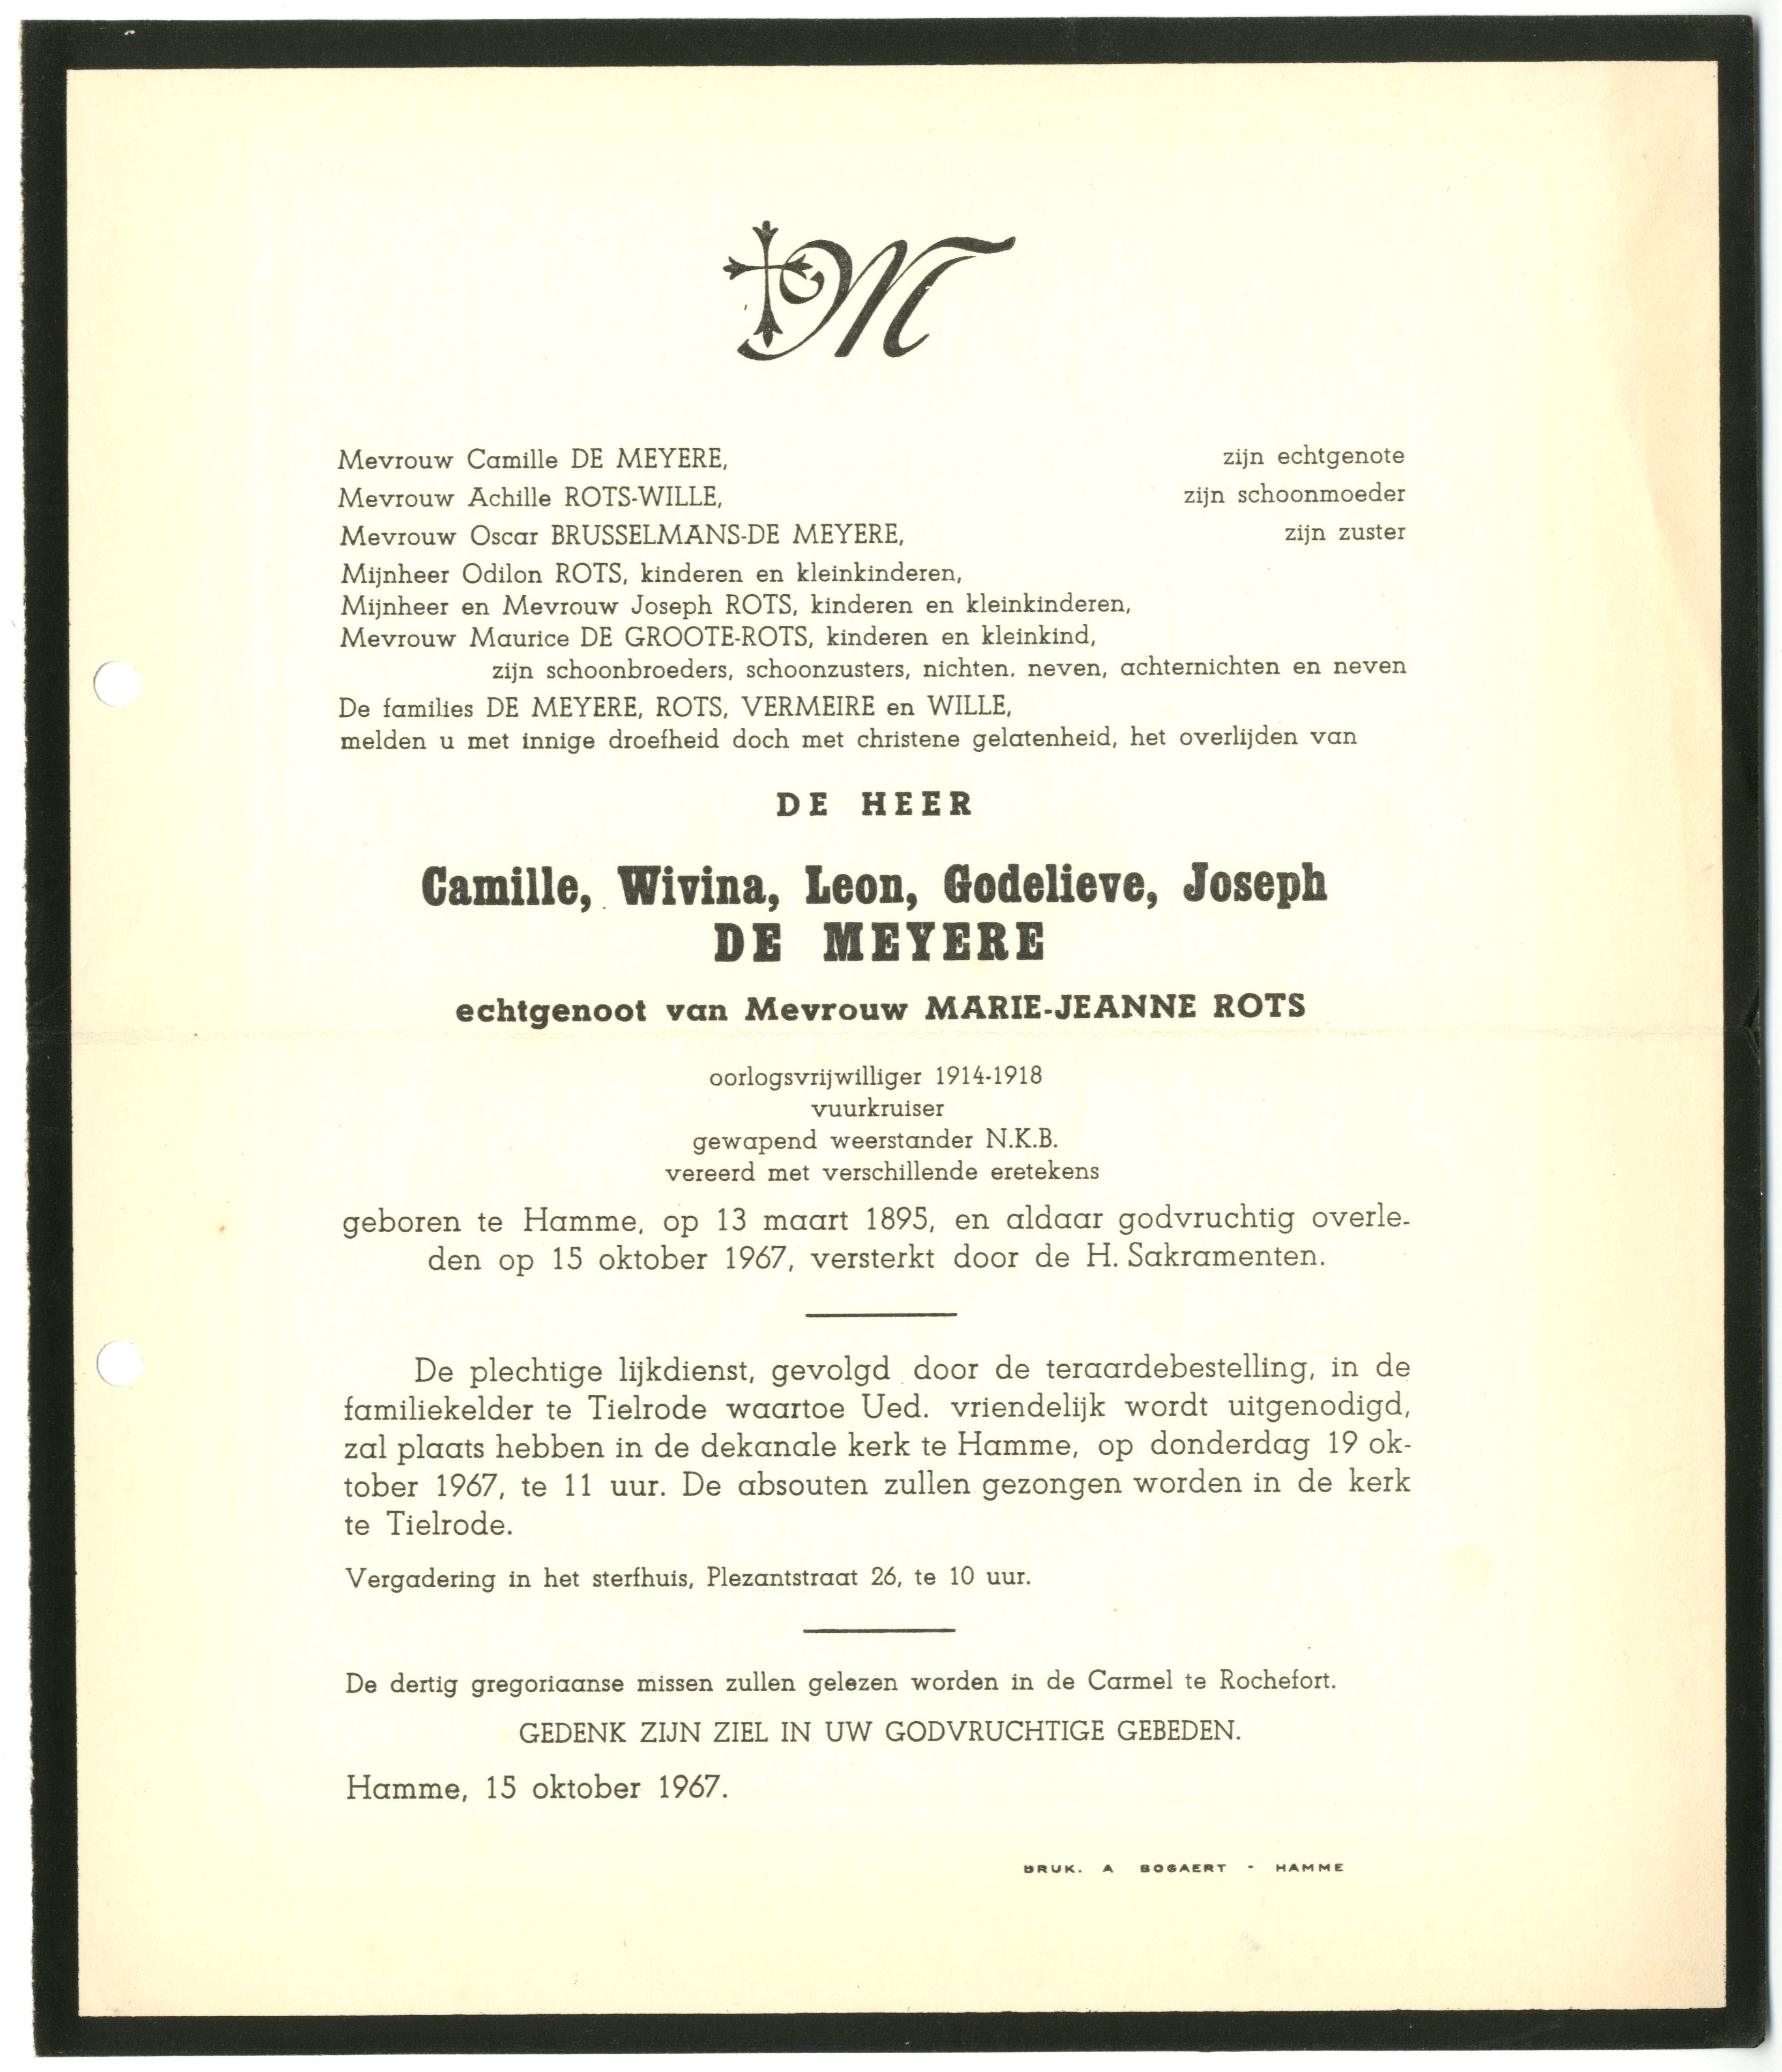 M
Mevrouw Camille DE MEYERE, zijn echtgenote
Mevrouw Achille ROTS-WILLE, zijn schoonmoeder
Mevrouw Oscar BRUSSELMANS-DE MEYERE, zijn zuster
Mijnheer Odilon ROTS, kinderen en kleinkinderen,
Mijnheer en Mevrouw Joseph ROTS, kinderen en kleinkinderen,
Mevrouw Maurice DE GROOTE-ROTS, kinderen en kleinkind,
zijn schoonbroeders, schoonzusters, nichten. neven, achternichten en neven
De families DE MEYERE, ROTS, VERMEIRE en WILLE,
melden u met innige droefheid doch met christene gelatenheid, het overlijden van
DE HEER
Camille, Wivina, Leon, Godelieve, Joseph
DE MEYERE
echtgenoot van Mevrouw MARIE-JEANNE ROTS
oorlogsvrijwilliger 1914-1918
vuurkruiser
gewapend weerstander N.K.B.
vereerd met verschillende eretekens
geboren te Hamme, op 13 maart 1895, en aldaar godvruchtig overle-
den op 15 oktober 1967, versterkt door de H. Sakramenten.
De plechtige lijkdienst, gevolgd door de teraardebestelling, in de
familiekelder te Tielrode waartoe Ued. vriendelijk wordt uitgenodigd,
zal plaats hebben in de dekanale kerk te Hamme, op donderdag 19 ok-
tober 1967, te 11 uur. De absouten zullen gezongen worden in de kerk
te Tielrode.
Vergadering in het sterfhuis, Plezantstraat 26, te 10 uur.
De dertig gregoriaanse missen zullen gelezen worden in de Carmel te Rochefort.
GEDENK ZIJN ZIEL IN UW GODVRUCHTIGE GEBEDEN.
Hamme, 15 oktober 1967.
BRUK. A BOGAERT - HAMME